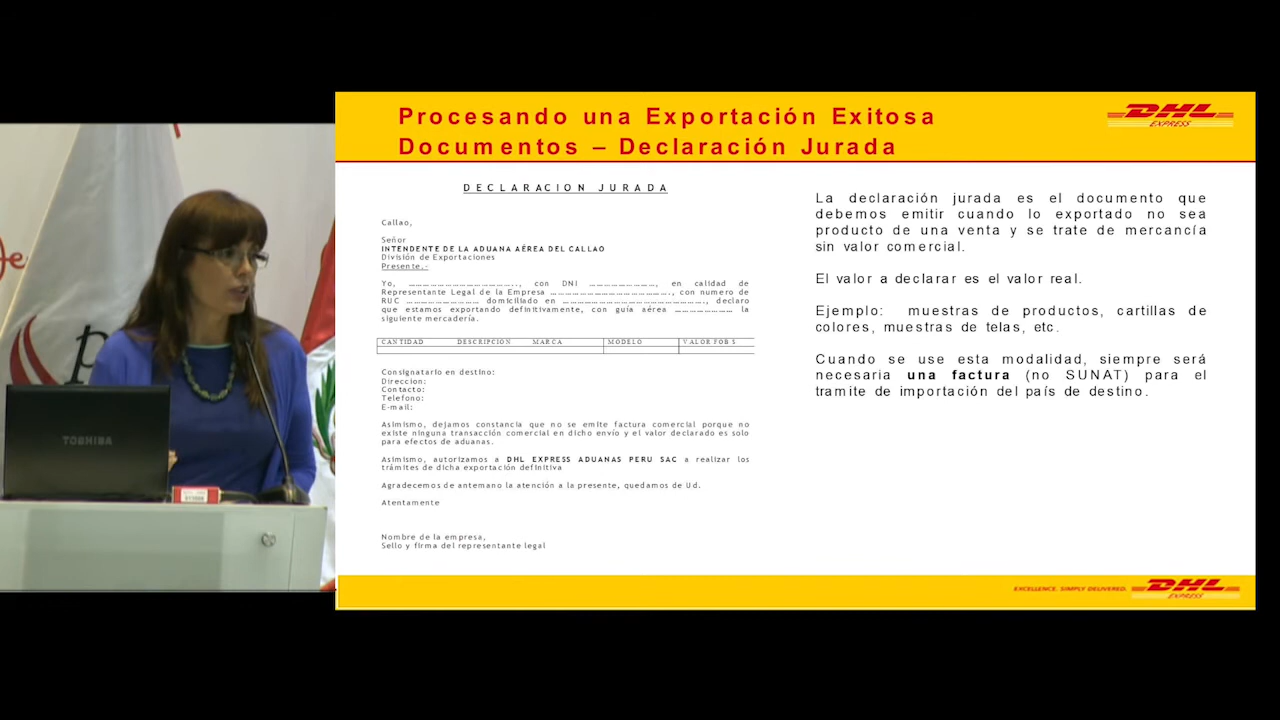 Procesando una Exportación Exitosa
Documentos – Declaración Jurada
DHL
EXPRESS
DECLARACION JURADA
Callao,
Señor
INTENDENTE DE LA ADUANA AÉREA DEL CALLAO
División de Exportaciones
Presente.-
Yo, ……………………………….., con DNI ……………………, en calidad de
Representante Legal de la Empresa ……………………………………., con numero de
RUC ……………………… domiciliado en ……………………………………………., declaro
que estamos exportando definitivamente, con guía aérea ………………… la
siguiente mercadería.
CANTIDAD DESCRIPCION MARCA MODELO VALOR FOB $
Consignatario en destino:
Direccion:
Contacto:
Telefono:
E-mail:
Asimismo, dejamos constancia que no se emite factura comercial porque no
existe ninguna transacción comercial en dicho envío y el valor declarado es solo
para efectos de aduanas.
Asimismo, autorizamos a DHL EXPRESS ADUANAS PERU SAC a realizar los
trámites de dicha exportación definitiva
Agradecemos de antemano la atención a la presente, quedamos de Ud.
Atentamente
Nombre de la empresa,
Sello y firma del representante legal
La declaración jurada es el documento que
debemos emitir cuando lo exportado no sea
producto de una venta y se trate de mercancía
sin valor comercial.
El valor a declarar es el valor real.
Ejemplo: muestras de productos, cartillas de
colores, muestras de telas, etc.
Cuando se use esta modalidad, siempre será
necesaria una factura (no SUNAT) para el
tramite de importación del país de destino.
EXCELLENCE. SIMPLY DELIVERED.
DHL
EXPRESS
TOSHIBA